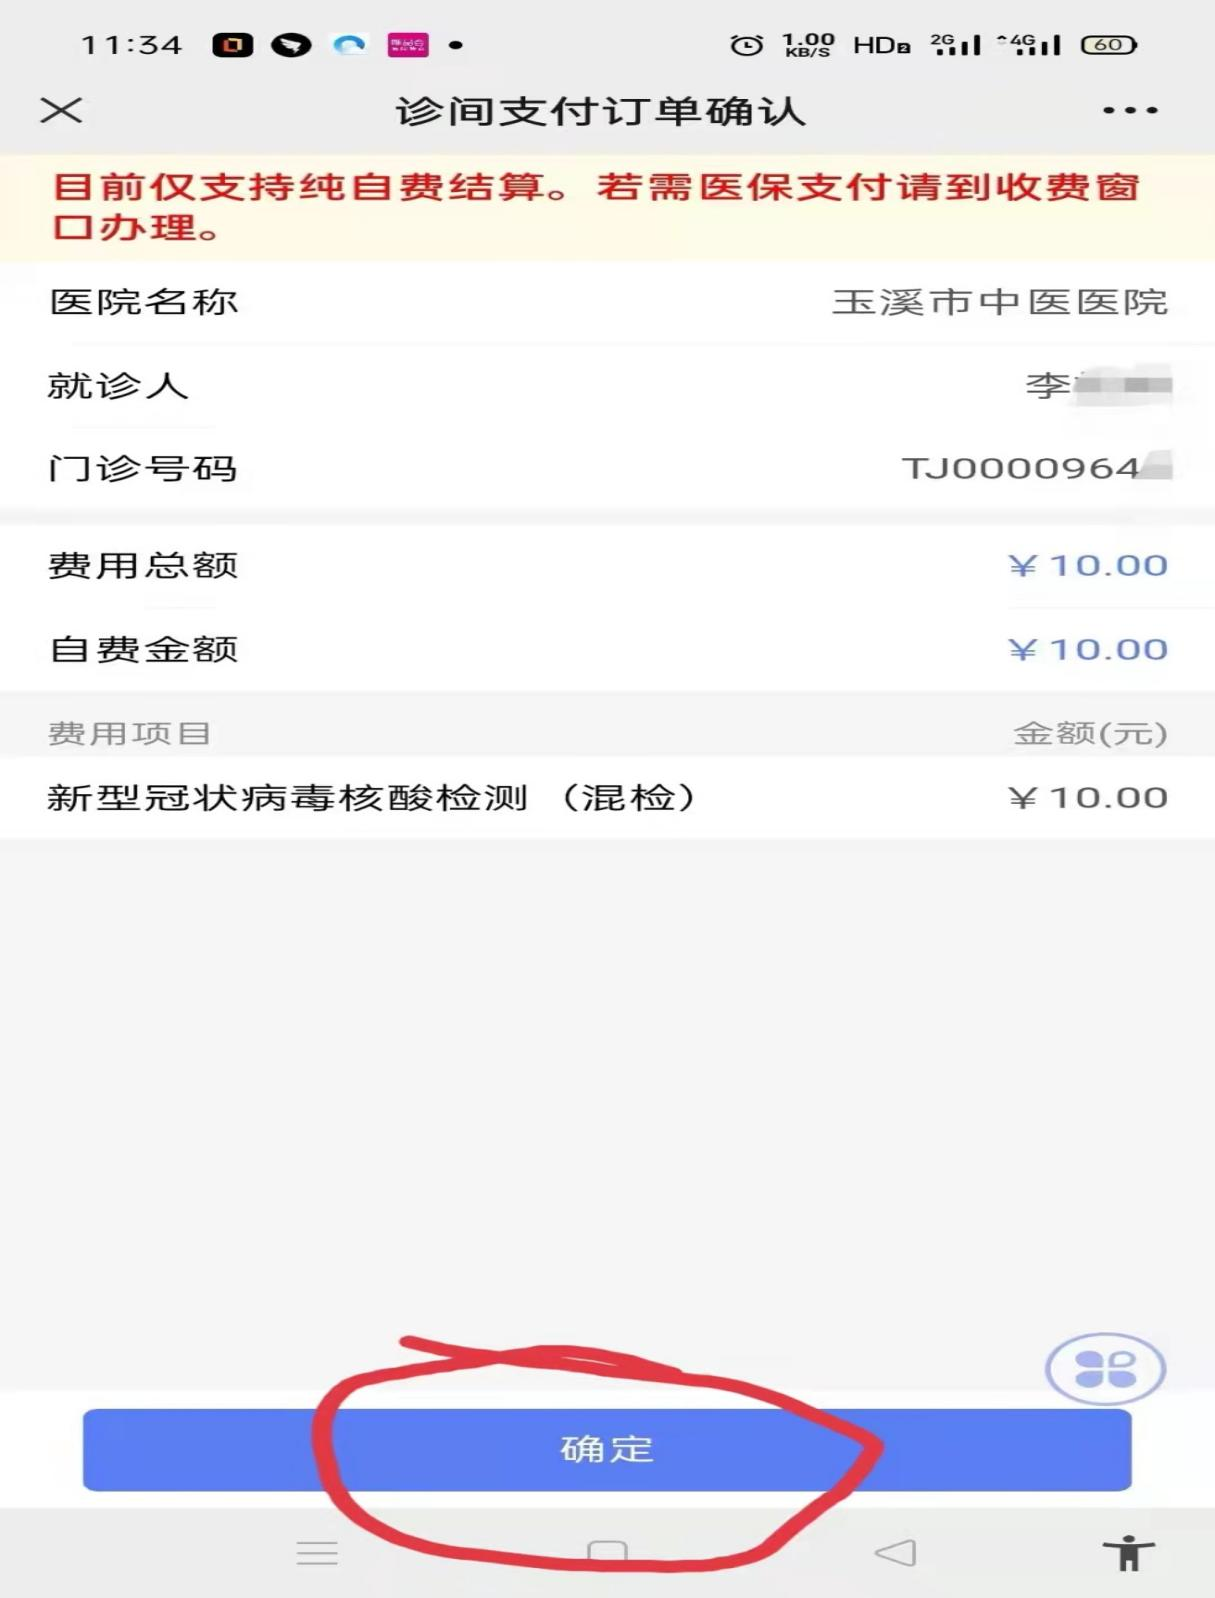 11:34 1.00 KB/S HD2 2G 4G 60
诊间支付订单确认
目前仅支持纯自费结算。若需医保支付请到收费窗
口办理。
医院名称 玉溪市中医医院
就诊人 李
门诊号码 TJ0000964
费用总额 ¥10.00
自费金额 ¥10.00
费用项目 金额(元)
新型冠状病毒核酸检测（混检） ¥10.00
确定